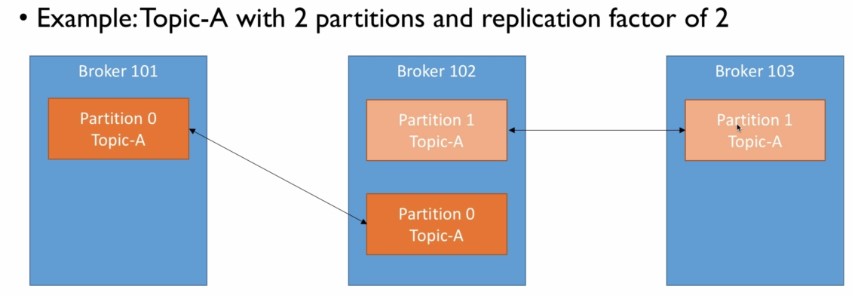 • Example: Topic-A with 2 partitions and replication factor of 2
Broker 101
Partition 0
Topic-A
Broker 102
Partition 1
Topic-A
Partition 0
Topic-A
Broker 103
Partition 1
Topic-A